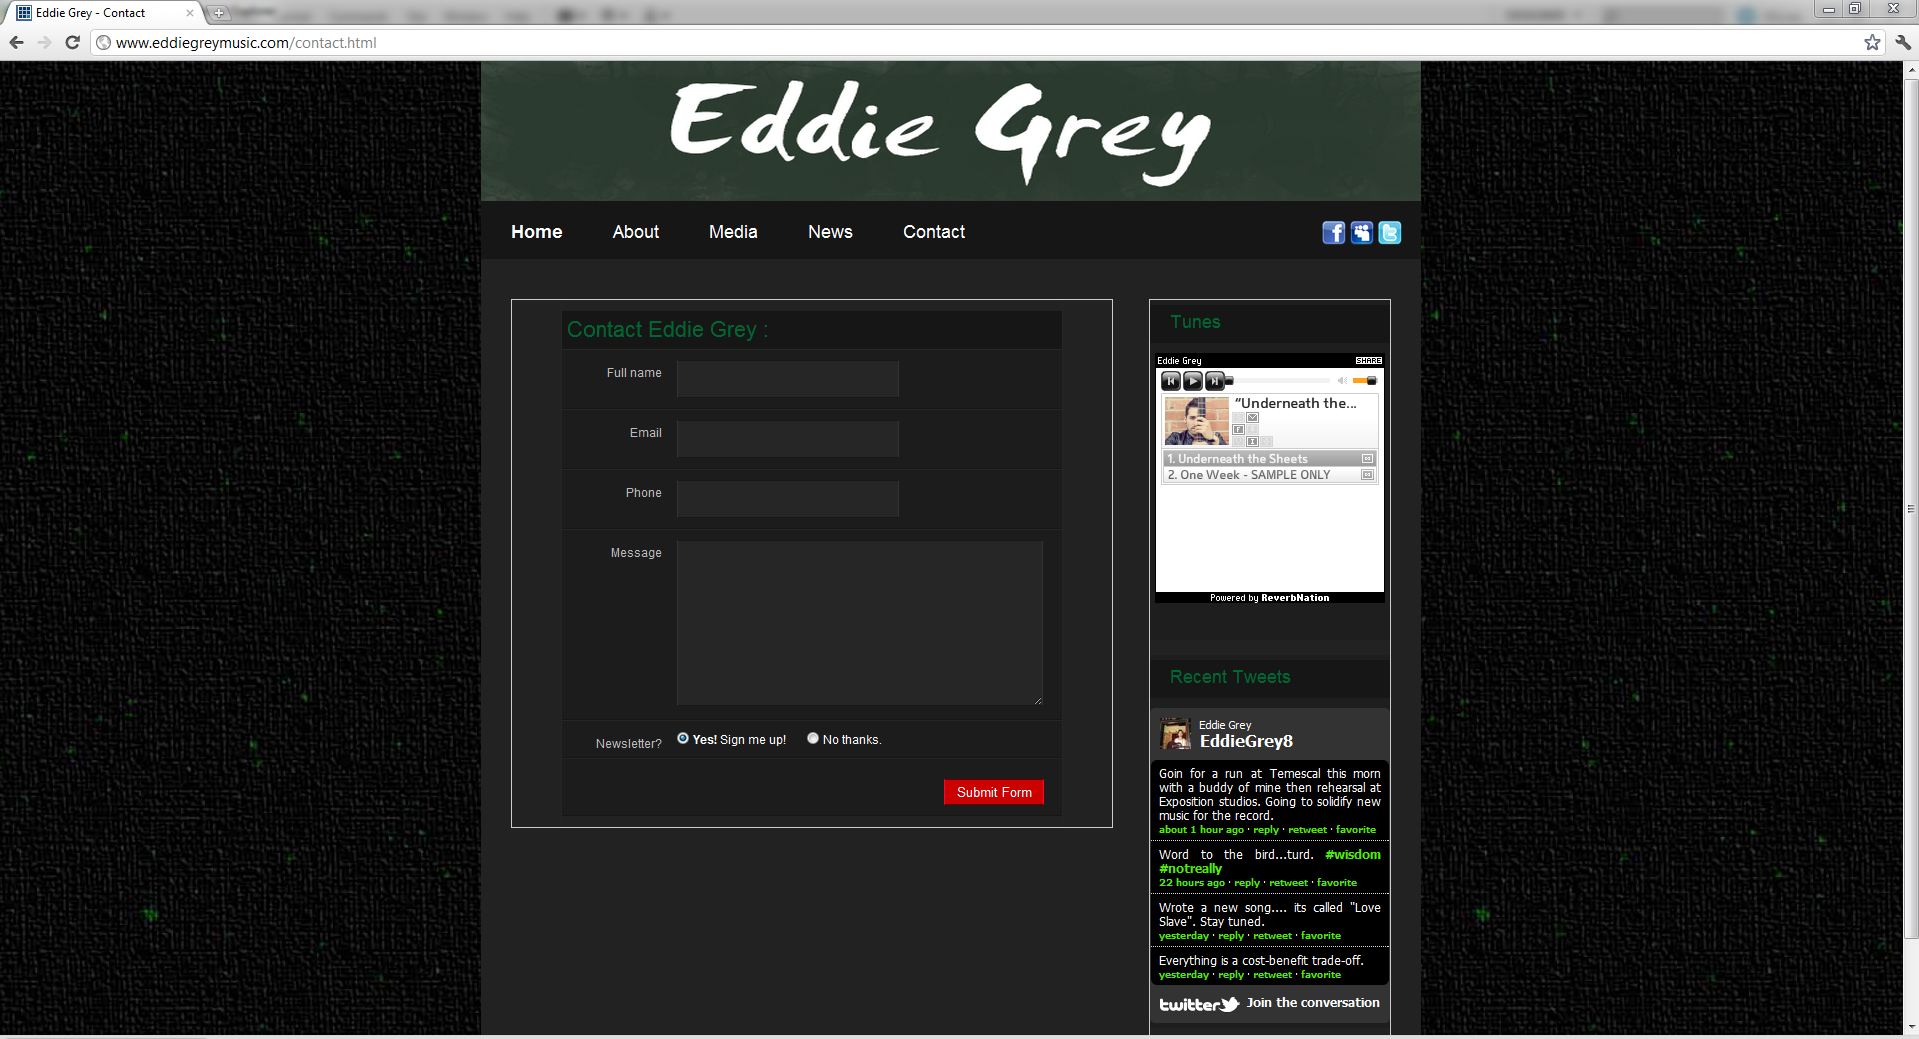 Eddie Grey - Contact
www.eddiegreymusic.com/contact.html
Eddie Grey
Home About Media News Contact
Contact Eddie Grey :
Full name
Email
Phone
Message
Newsletter? Yes! Sign me up! No thanks.
Submit Form
Tunes
Eddie Grey SHARE
“Underneath the...
1. Underneath the Sheets
2. One Week - SAMPLE ONLY
Powered by ReverbNation
Recent Tweets
Eddie Grey
EddieGrey8
Goin for a run at Temescal this morn
with a buddy of mine then rehearsal at
Exposition studios. Going to solidify new
music for the record.
about 1 hour ago · reply · retweet · favorite
Word to the bird...turd. #wisdom
#notreally
22 hours ago · reply · retweet · favorite
Wrote a new song.... its called "Love
Slave". Stay tuned.
yesterday · reply · retweet · favorite
Everything is a cost-benefit trade-off.
yesterday · reply · retweet · favorite
twitter Join the conversation